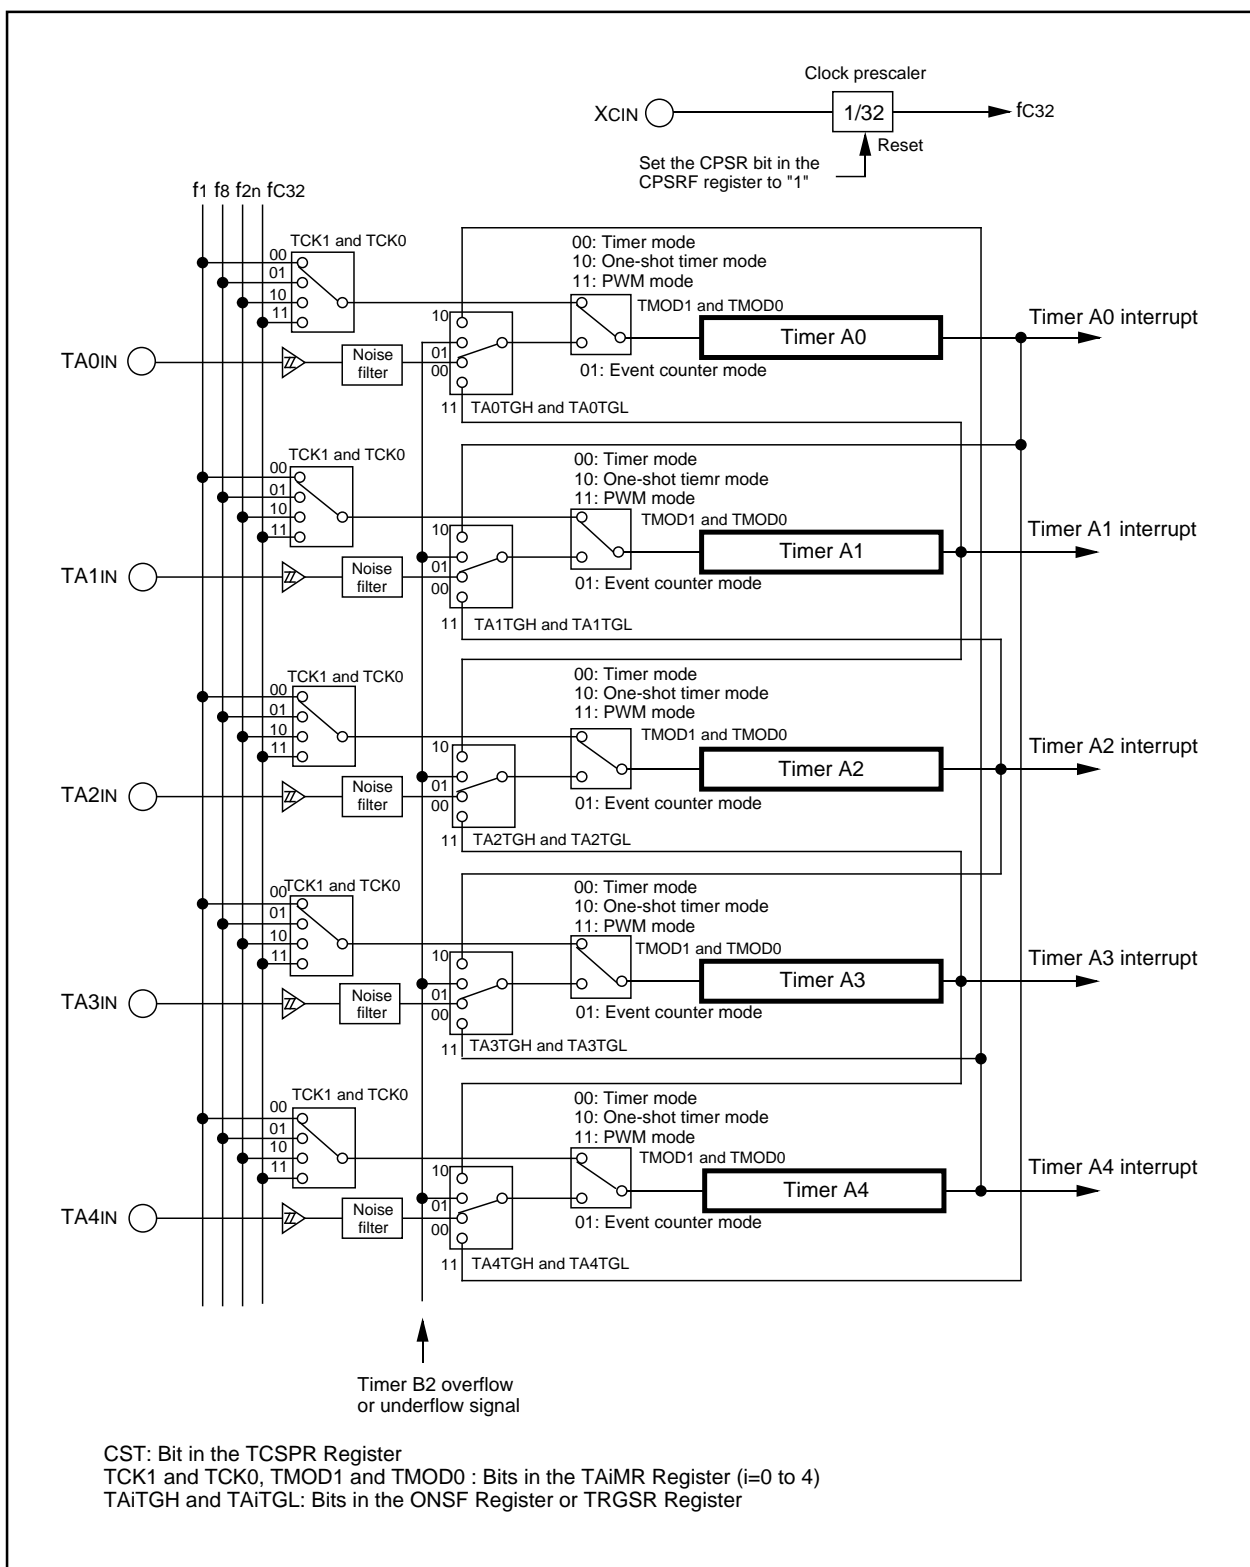 Clock prescaler
XCIN
1/32
fC32
Reset
Set the CPSR bit in the
CPSRF register to "1"
f1 f8 f2n fC32
TCK1 and TCK0
00
01
10
11
00: Timer mode
10: One-shot timer mode
11: PWM mode
TMOD1 and TMOD0
Timer A0
Timer A0 interrupt
TA0IN
Noise
filter
10
01
00
11
01: Event counter mode
TA0TGH and TA0TGL
TCK1 and TCK0
00
01
10
11
00: Timer mode
10: One-shot tiemr mode
11: PWM mode
TMOD1 and TMOD0
Timer A1
Timer A1 interrupt
TA1IN
Noise
filter
10
01
00
11
01: Event counter mode
TA1TGH and TA1TGL
TCK1 and TCK0
00
01
10
11
00: Timer mode
10: One-shot timer mode
11: PWM mode
TMOD1 and TMOD0
Timer A2
Timer A2 interrupt
TA2IN
Noise
filter
10
01
00
11
01: Event counter mode
TA2TGH and TA2TGL
TCK1 and TCK0
00
01
10
11
00: Timer mode
10: One-shot timer mode
11: PWM mode
TMOD1 and TMOD0
Timer A3
Timer A3 interrupt
TA3IN
Noise
filter
10
01
00
11
01: Event counter mode
TA3TGH and TA3TGL
TCK1 and TCK0
00
01
10
11
00: Timer mode
10: One-shot timer mode
11: PWM mode
TMOD1 and TMOD0
Timer A4
Timer A4 interrupt
TA4IN
Noise
filter
10
01
00
11
01: Event counter mode
TA4TGH and TA4TGL
Timer B2 overflow
or underflow signal
CST: Bit in the TCSPR Register
TCK1 and TCK0, TMOD1 and TMOD0 : Bits in the TAiMR Register (i=0 to 4)
TAiTGH and TAiTGL: Bits in the ONSF Register or TRGSR Register